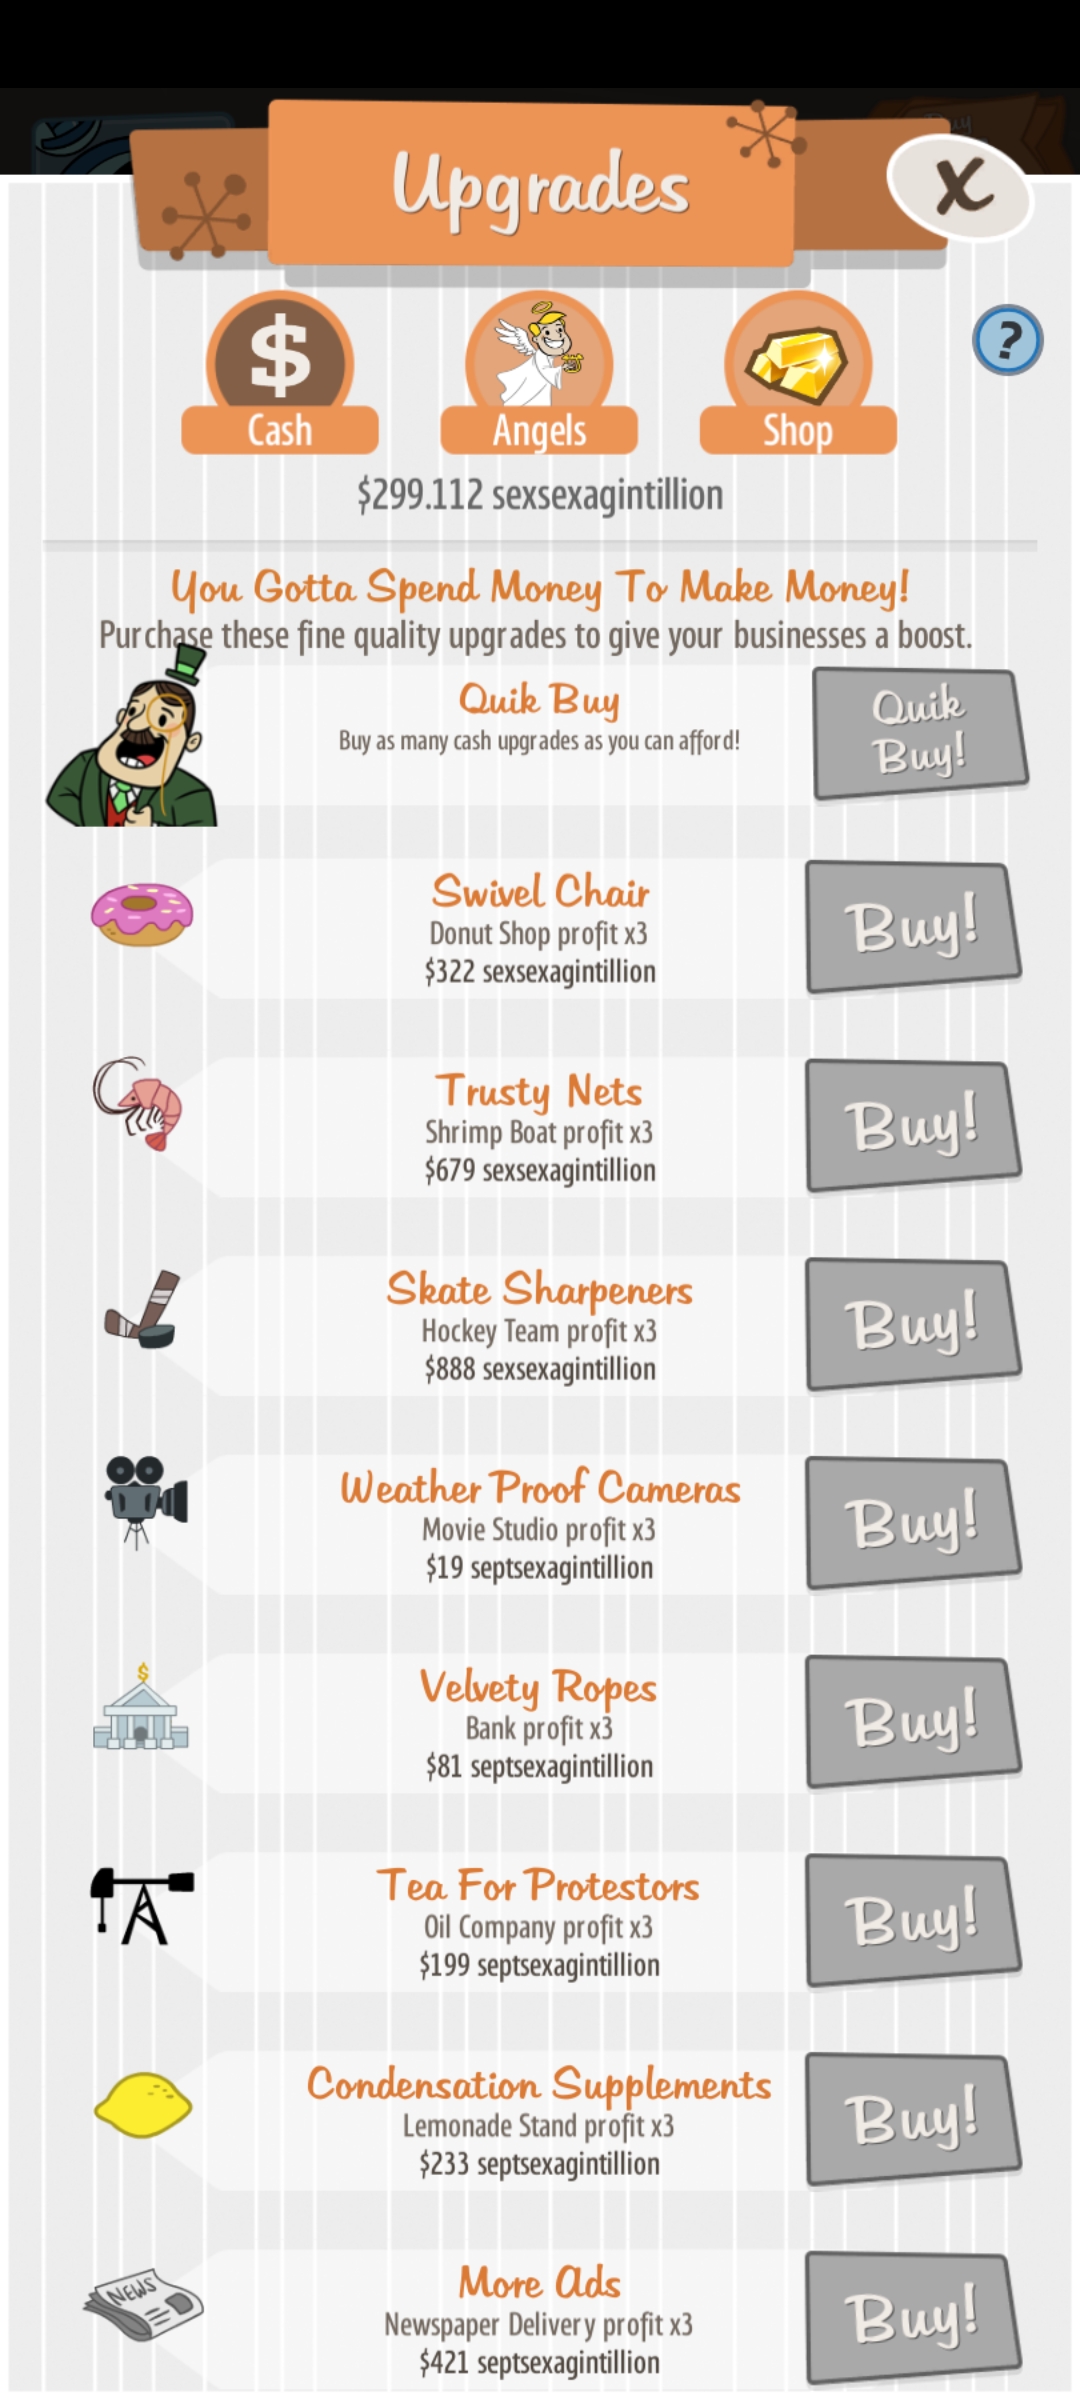 Upgrades
X
$
Cash
Angels
Shop
?
$299.112 sexsexagintillion
You Gotta Spend Money To Make Money!
Purchase these fine quality upgrades to give your businesses a boost.
Quik Buy
Buy as many cash upgrades as you can afford!
Quik
Buy!
Swivel Chair
Donut Shop profit x3
$322 sexsexagintillion
Buy!
Trusty Nets
Shrimp Boat profit x3
$679 sexsexagintillion
Buy!
Skate Sharpeners
Hockey Team profit x3
$888 sexsexagintillion
Buy!
Weather Proof Cameras
Movie Studio profit x3
$19 septsexagintillion
Buy!
$
Velvety Ropes
Bank profit x3
$81 septsexagintillion
Buy!
Tea For Protestors
Oil Company profit x3
$199 septsexagintillion
Buy!
Condensation Supplements
Lemonade Stand profit x3
$233 septsexagintillion
Buy!
NEWS
More Ads
Newspaper Delivery profit x3
$421 septsexagintillion
Buy!